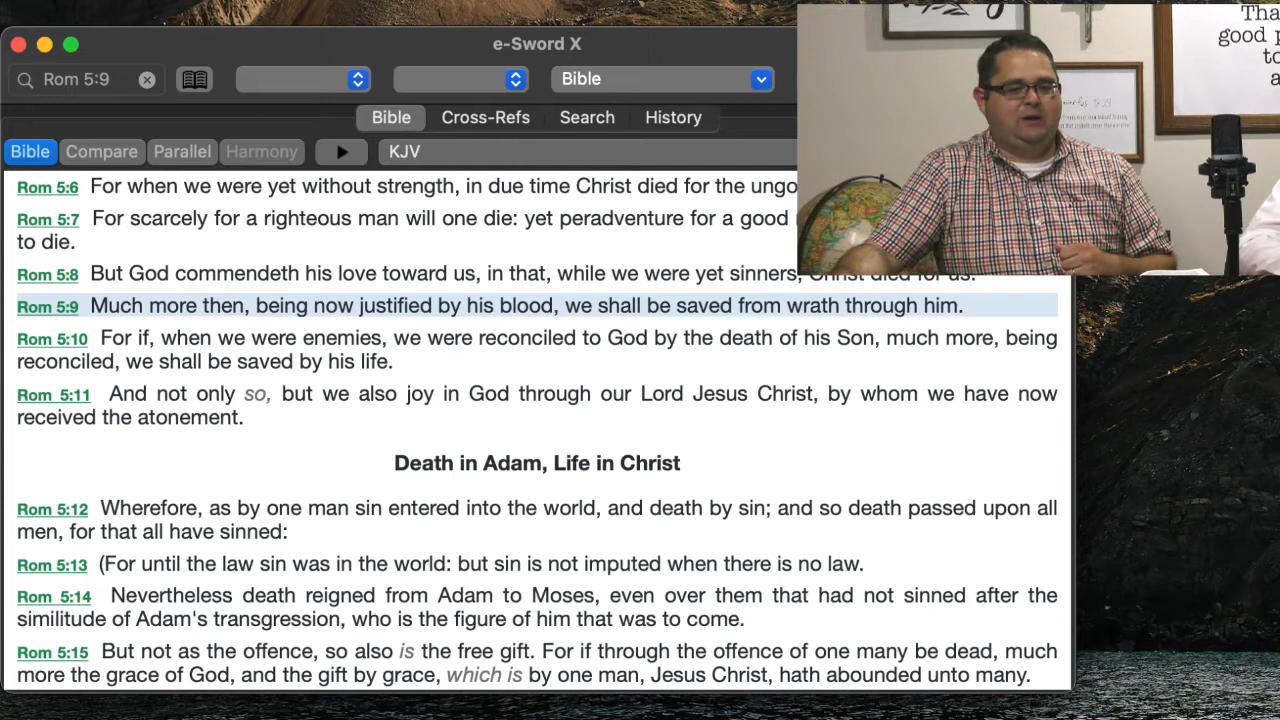 e-Sword X
Rom 5:9
Bible
Bible Cross-Refs Search History
Bible Compare Parallel Harmony KJV
Rom 5:6 For when we were yet without strength, in due time Christ died for the ungo
Rom 5:7 For scarcely for a righteous man will one die: yet peradventure for a good
to die.
Rom 5:8 But God commendeth his love toward us, in that, while we were yet sinners, Christ died for us.
Rom 5:9 Much more then, being now justified by his blood, we shall be saved from wrath through him.
Rom 5:10 For if, when we were enemies, we were reconciled to God by the death of his Son, much more, being
reconciled, we shall be saved by his life.
Rom 5:11 And not only so, but we also joy in God through our Lord Jesus Christ, by whom we have now
received the atonement.
Death in Adam, Life in Christ
Rom 5:12 Wherefore, as by one man sin entered into the world, and death by sin; and so death passed upon all
men, for that all have sinned:
Rom 5:13 (For until the law sin was in the world: but sin is not imputed when there is no law.
Rom 5:14 Nevertheless death reigned from Adam to Moses, even over them that had not sinned after the
similitude of Adam's transgression, who is the figure of him that was to come.
Rom 5:15 But not as the offence, so also is the free gift. For if through the offence of one many be dead, much
more the grace of God, and the gift by grace, which is by one man, Jesus Christ, hath abounded unto many.
Tha
good p
to
a